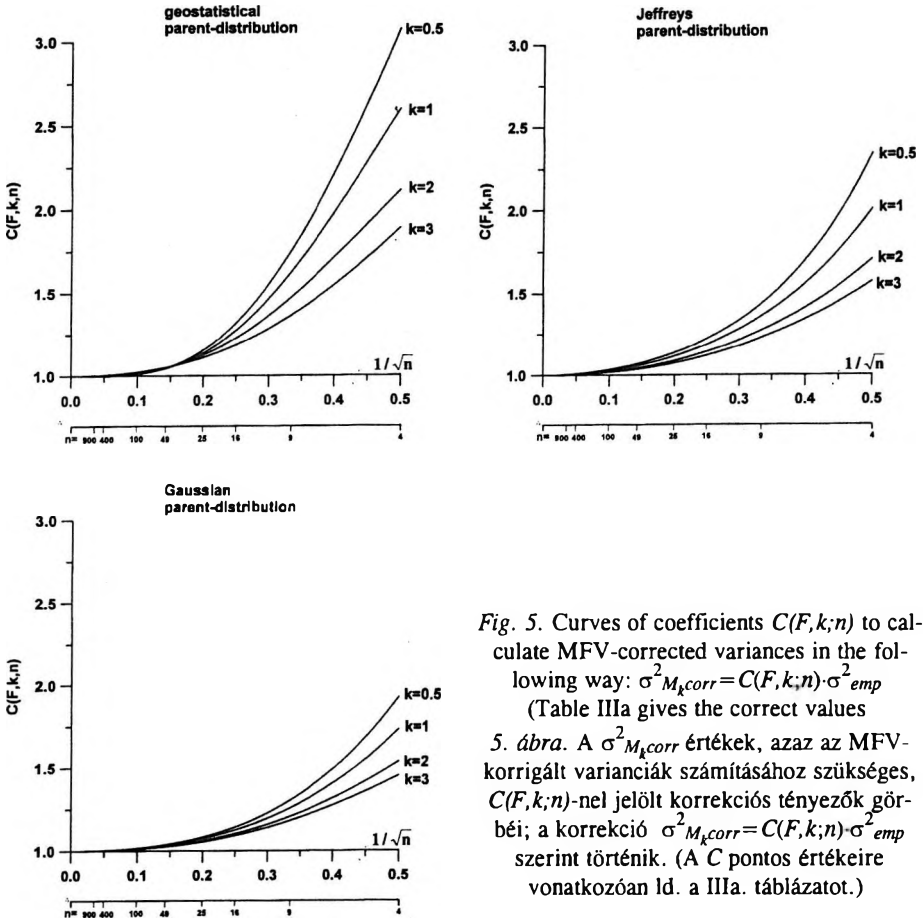 geostatistical
parent-distribution
3.0
2.5
2.0
1.5
1.0
C(F,k,n)
k=0.5
k=1
k=2
k=3
1/√n
0.0 0.1 0.2 0.3 0.4 0.5
n= 900 400 100 49 25 16 9 4
Jeffreys
parent-distribution
3.0
2.5
2.0
1.5
1.0
C(F,k,n)
k=0.5
k=1
k=2
k=3
1/√n
0.0 0.1 0.2 0.3 0.4 0.5
n= 900 400 100 49 25 16 9 4
Gaussian
parent-distribution
3.0
2.5
2.0
1.5
1.0
C(F,k,n)
k=0.5
k=1
k=2
k=3
1/√n
0.0 0.1 0.2 0.3 0.4 0.5
n= 900 400 100 49 25 16 9 4
Fig. 5. Curves of coefficients C(F,k;n) to cal-
culate MFV-corrected variances in the fol-
lowing way: σ²M_kcorr=C(F,k;n)·σ²emp
(Table IIIa gives the correct values
5. ábra. A σ²M_kcorr értékek, azaz az MFV-
korrigált varianciák számításához szükséges,
C(F,k;n)-nel jelölt korrekciós tényezők gör-
béi; a korrekció σ²M_kcorr=C(F,k;n)·σ²emp
szerint történik. (A C pontos értékeire
vonatkozóan ld. a IIIa. táblázatot.)